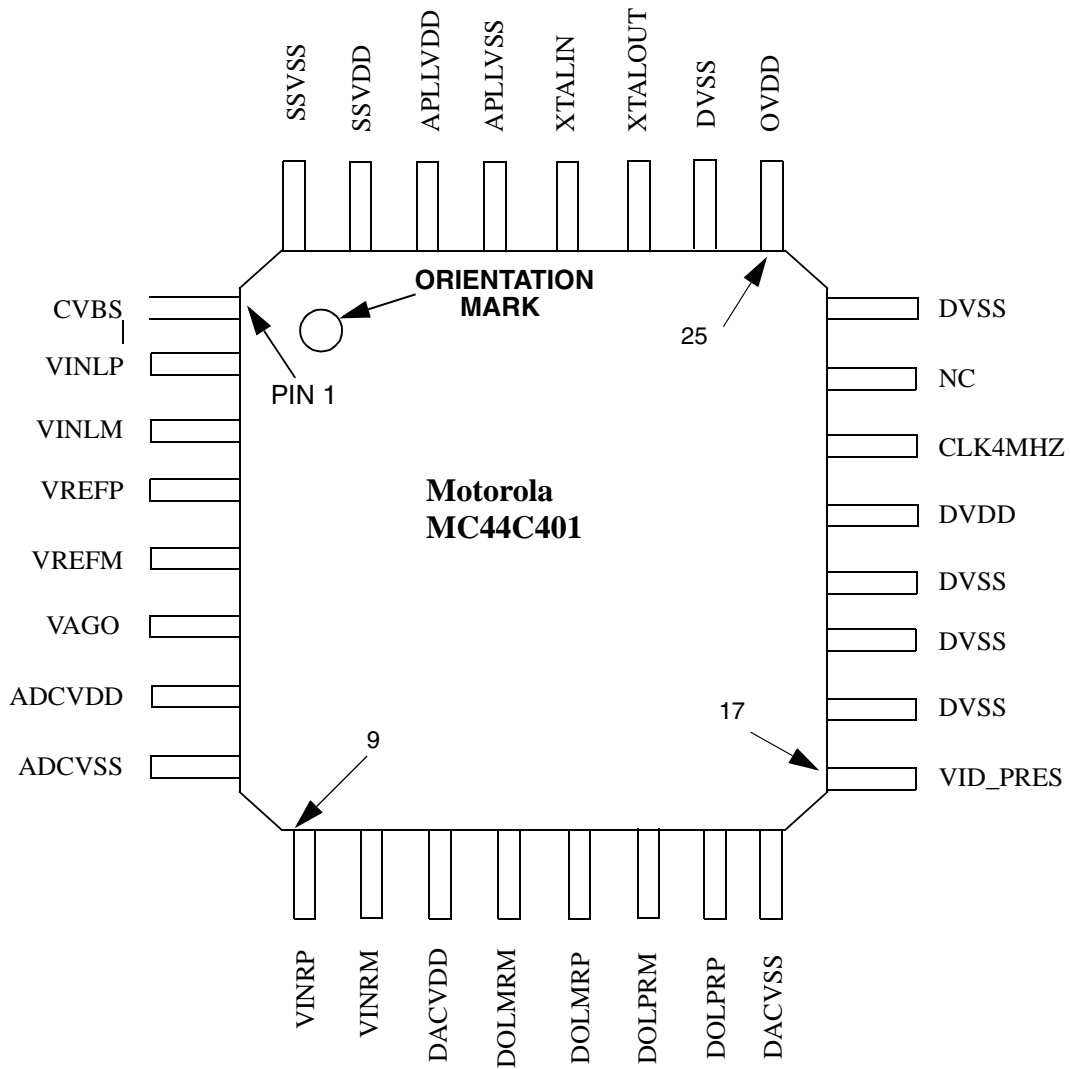 SSVSS
SSVDD
APLLVDD
APLLVSS
XTALIN
XTALOUT
DVSS
OVDD
ORIENTATION
MARK
25
PIN 1
CVBS
VINLP
VINLM
VREFP
VREFM
VAGO
ADCVDD
ADCVSS
Motorola
MC44C401
DVSS
NC
CLK4MHZ
DVDD
DVSS
DVSS
DVSS
VID_PRES
9
17
VINRP
VINRM
DACVDD
DOLMRM
DOLMRP
DOLPRM
DOLPRP
DACVSS